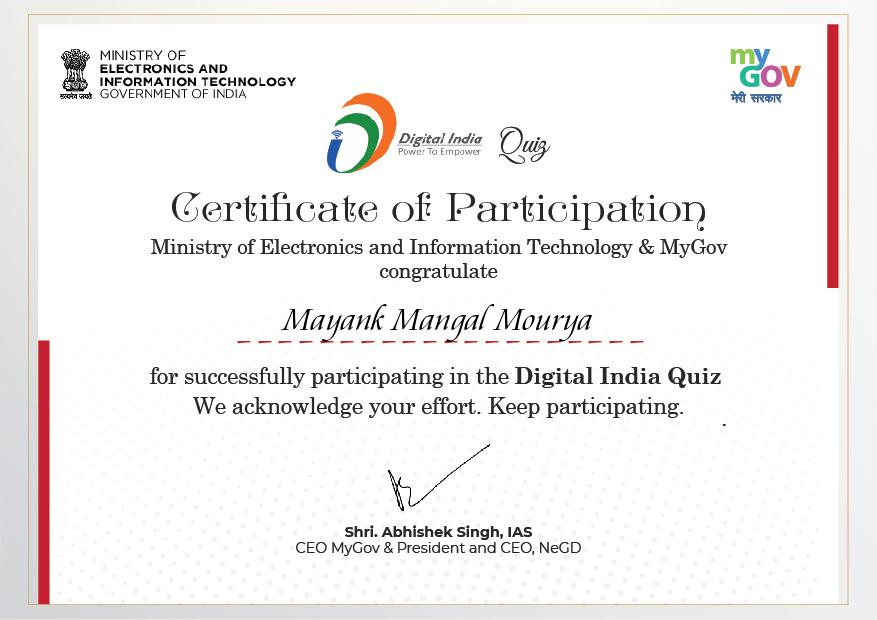 MINISTRY OF
ELECTRONICS AND
INFORMATION TECHNOLOGY
GOVERNMENT OF INDIA
सत्यमेव जयते
my
GOV
मेरी सरकार
Digital India
Power To Empower
Quiz
Certificate of Participation
Ministry of Electronics and Information Technology & MyGov
congratulate
Mayank Mangal Mourya
for successfully participating in the Digital India Quiz
We acknowledge your effort. Keep participating.
.
Shri. Abhishek Singh, IAS
CEO MyGov & President and CEO, NeGD